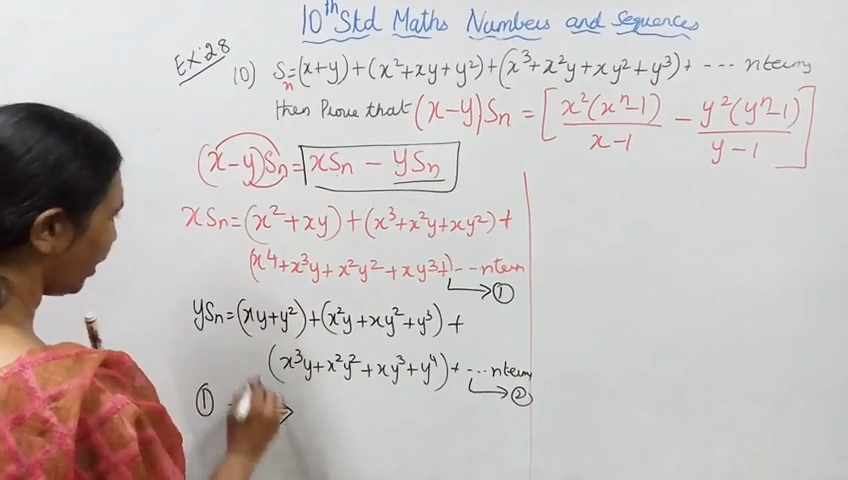 10th Std Maths Numbers and Sequences
Ex: 2.8
10) Sn=(x+y)+(x²+xy+y²)+(x³+x²y+xy²+y³)+ --- n terms
then Prove that (x-y)Sn = [x²(xⁿ-1)/x-1 - y²(yⁿ-1)/y-1]
(x-y)Sn = xSn - ySn
xSn=(x²+xy)+(x³+x²y+xy²)+
(x⁴+x³y+x²y²+xy³)+---nterm
→①
ySn=(xy+y²)+(x²y+xy²+y³)+
(x³y+x²y²+xy³+y⁴)+ ---nterm
→②
① -